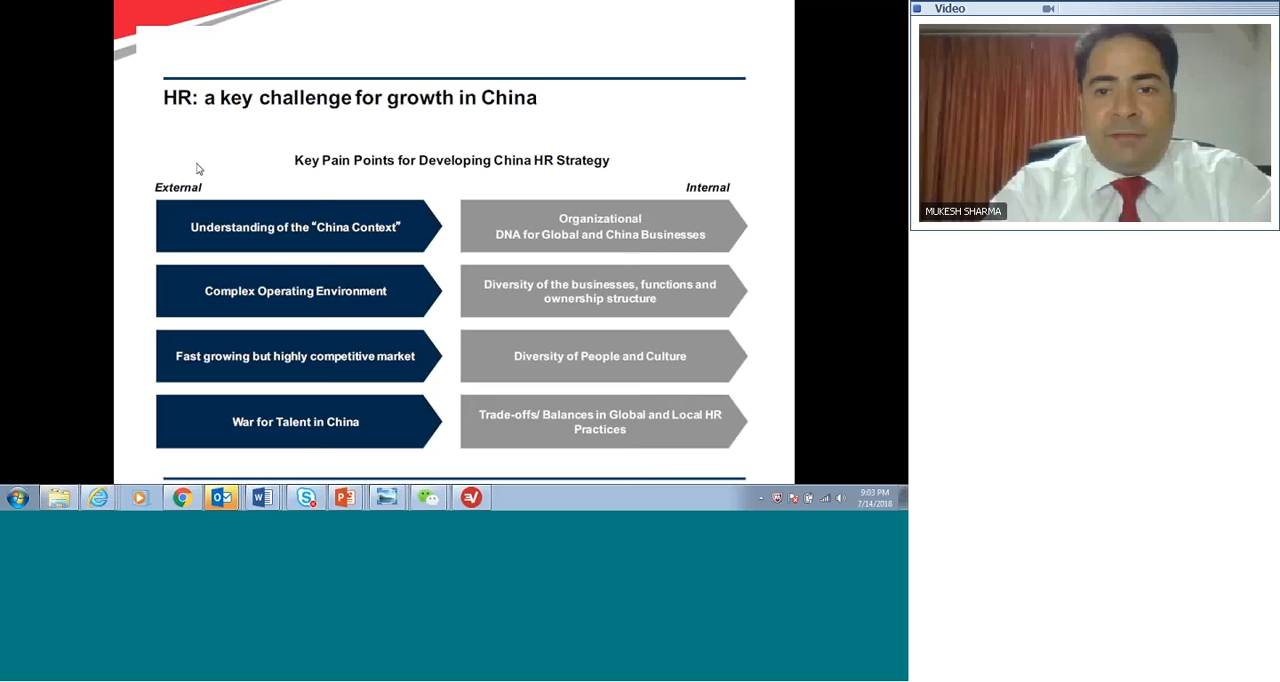 Video
HR: a key challenge for growth in China
Key Pain Points for Developing China HR Strategy
External
Internal
Understanding of the “China Context”
Organizational
DNA for Global and China Businesses
Complex Operating Environment
Diversity of the businesses, functions and
ownership structure
Fast growing but highly competitive market
Diversity of People and Culture
War for Talent in China
Trade-offs/ Balances in Global and Local HR
Practices
MUKESH SHARMA
9:03 PM
7/14/2018